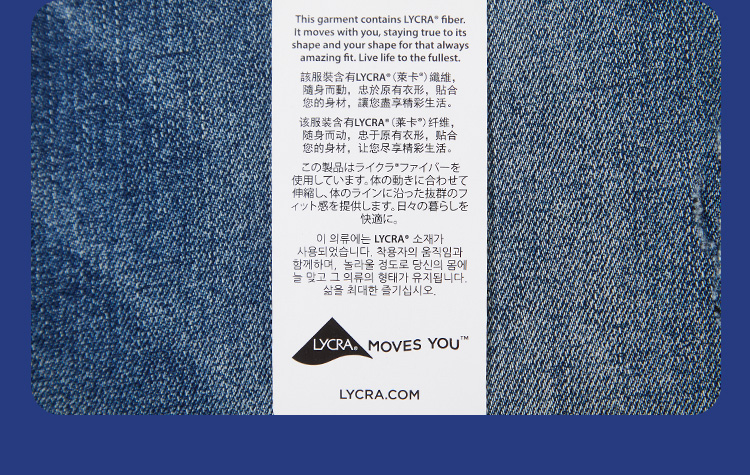 This garment contains LYCRA® fiber.
It moves with you, staying true to its
shape and your shape for that always
amazing fit. Live life to the fullest.
該服裝含有LYCRA®(萊卡®)纖維，
隨身而動，忠於原有衣形，貼合
您的身材，讓您盡享精彩生活。
该服装含有LYCRA®(莱卡®)纤维，
随身而动，忠于原有衣形，贴合
您的身材，让您尽享精彩生活。
この製品はライクラ®ファイバーを
使用しています。体の動きに合わせて
伸縮し、体のラインに沿った抜群のフ
ィット感を提供します。日々の暮らしを
快適に。
이 의류에는 LYCRA® 소재가
사용되었습니다. 착용자의 움직임과
함께하며, 놀라울 정도로 당신의 몸에
늘 맞고 그 의류의 형태가 유지됩니다.
삶을 최대한 즐기십시오.
LYCRA® MOVES YOU™
LYCRA.COM